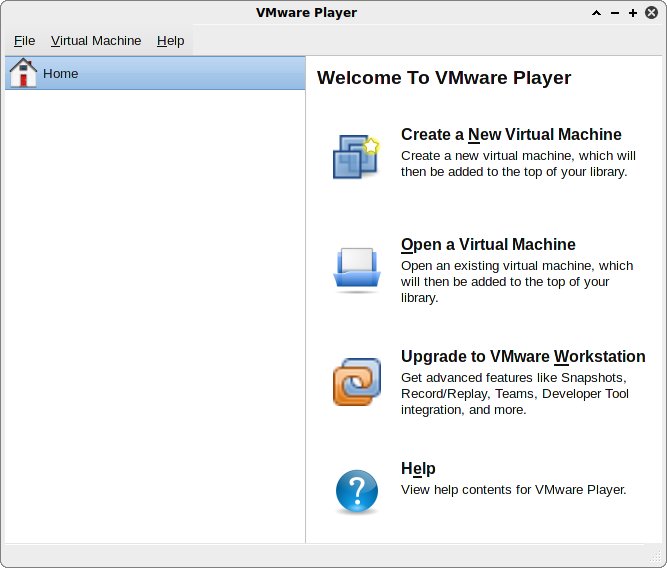 VMware Player
File Virtual Machine Help
Home
Welcome To VMware Player
Create a New Virtual Machine
Create a new virtual machine, which will
then be added to the top of your library.
Open a Virtual Machine
Open an existing virtual machine, which
will then be added to the top of your
library.
Upgrade to VMware Workstation
Get advanced features like Snapshots,
Record/Replay, Teams, Developer Tool
integration, and more.
Help
View help contents for VMware Player.